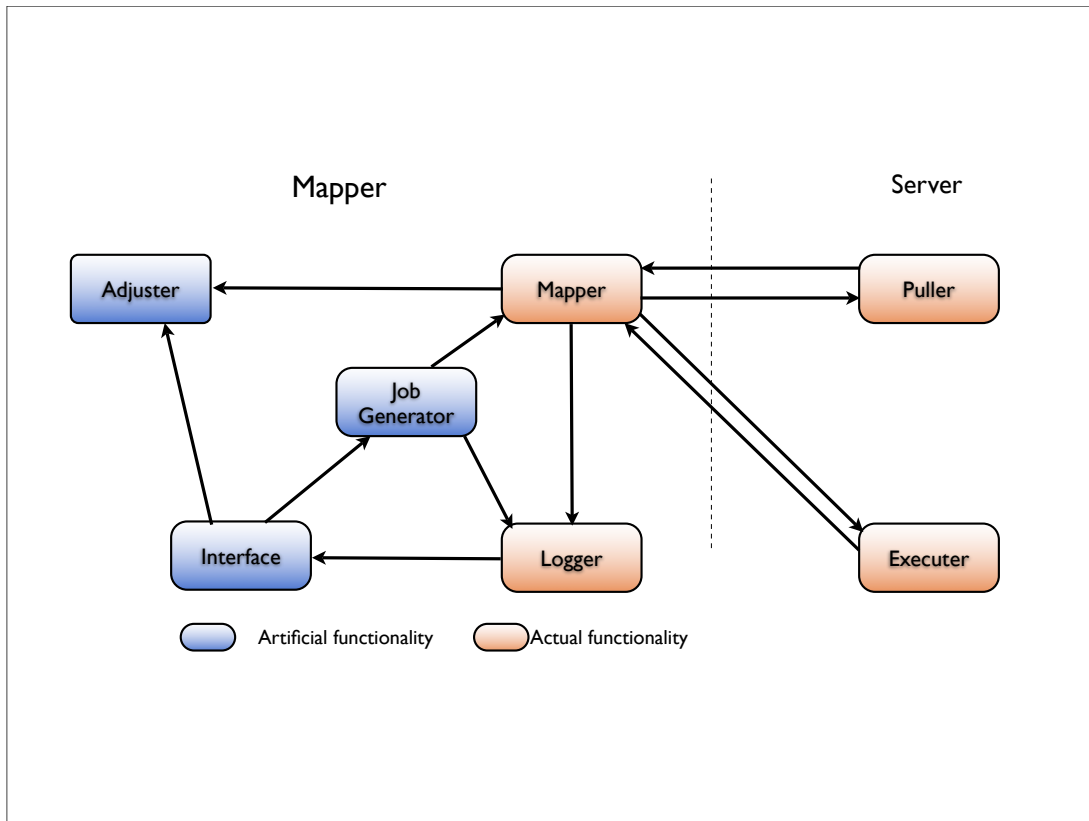 Mapper
Server
Adjuster
Mapper
Puller
Job
Generator
Interface
Logger
Executer
Artificial functionality
Actual functionality